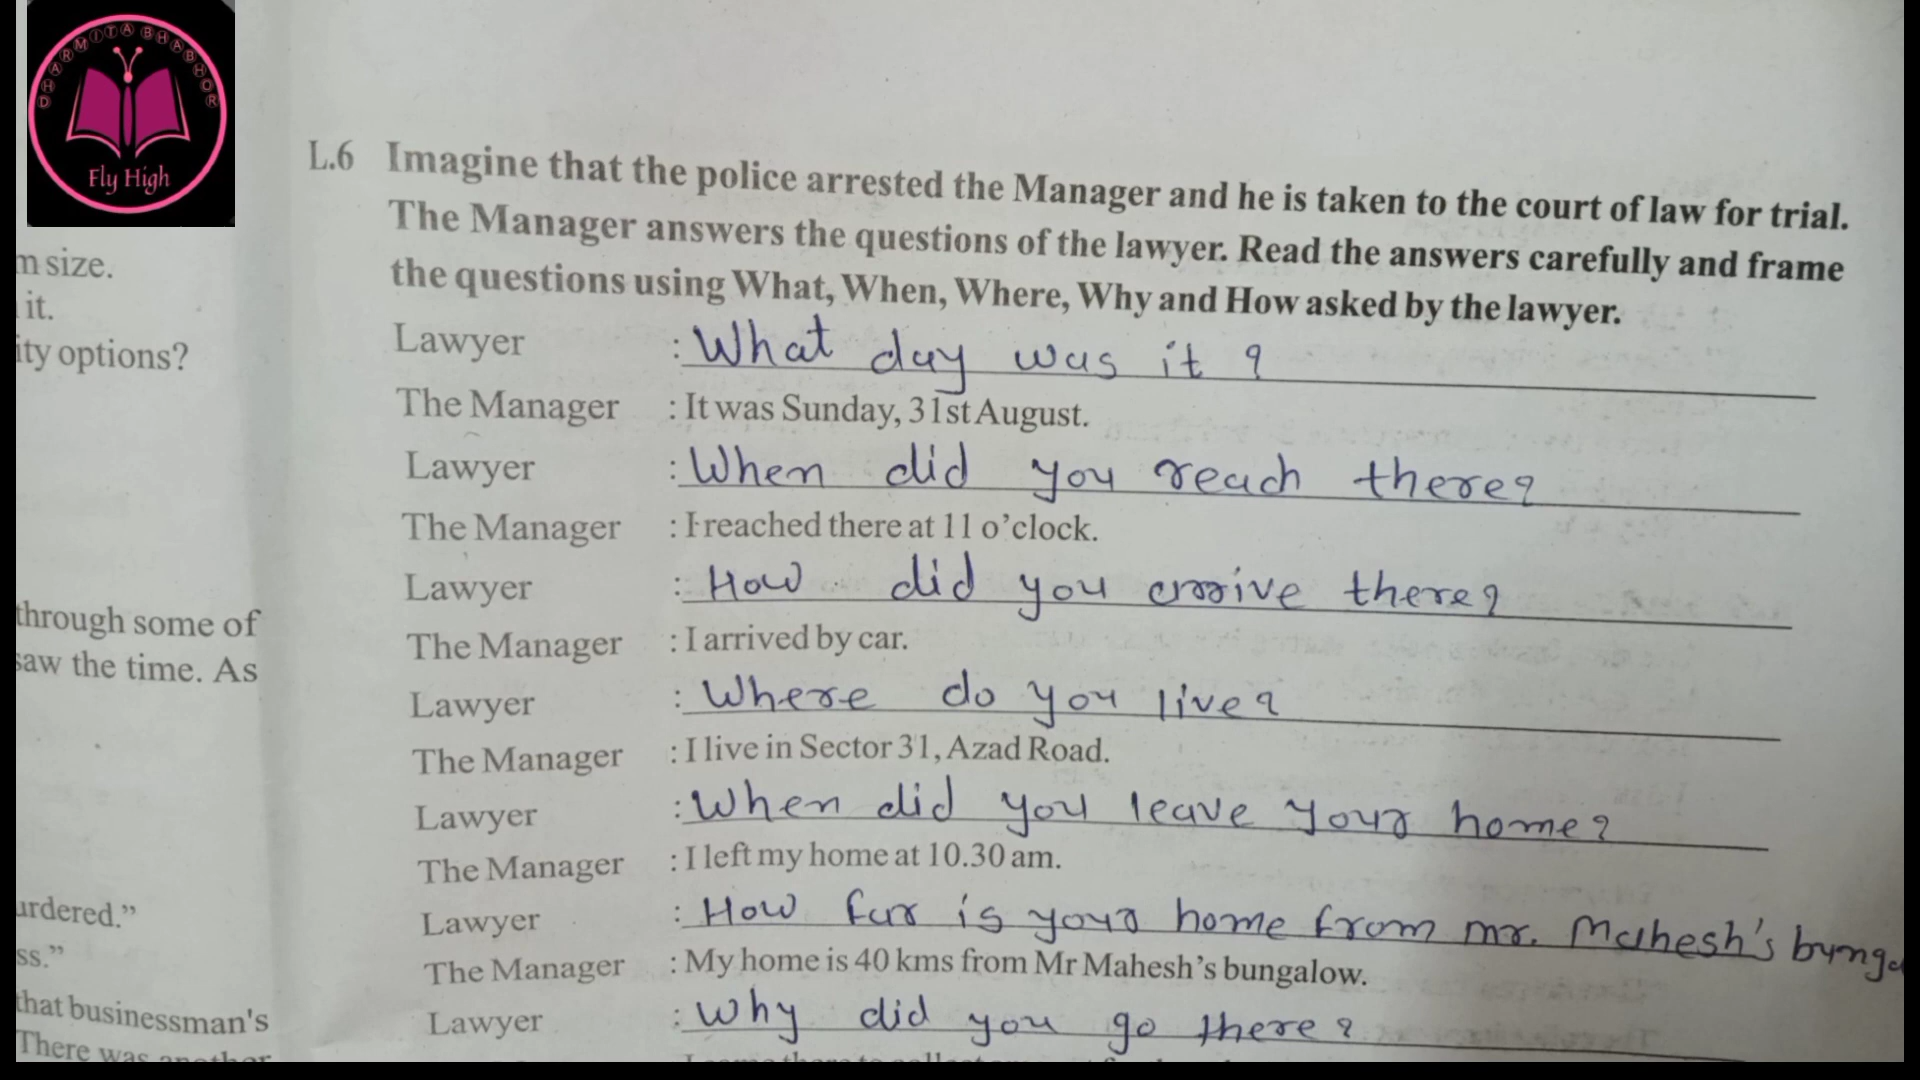 DHARMITA BHABHOR
Fly High
m size.
it.
ity options?
through some of
saw the time. As
urdered.”
ss.”
that businessman's
There was another
L.6 Imagine that the police arrested the Manager and he is taken to the court of law for trial.
The Manager answers the questions of the lawyer. Read the answers carefully and frame
the questions using What, When, Where, Why and How asked by the lawyer.
Lawyer : What day was it ?
The Manager : It was Sunday, 31st August.
Lawyer : When did you reach there?
The Manager : I reached there at 11 o’clock.
Lawyer : How did you arrive there?
The Manager : I arrived by car.
Lawyer : Where do you live?
The Manager : I live in Sector 31, Azad Road.
Lawyer : When did you leave your home?
The Manager : I left my home at 10.30 am.
Lawyer : How far is your home from mr. Mahesh's bunga
The Manager : My home is 40 kms from Mr Mahesh’s bungalow.
Lawyer : Why did you go there?